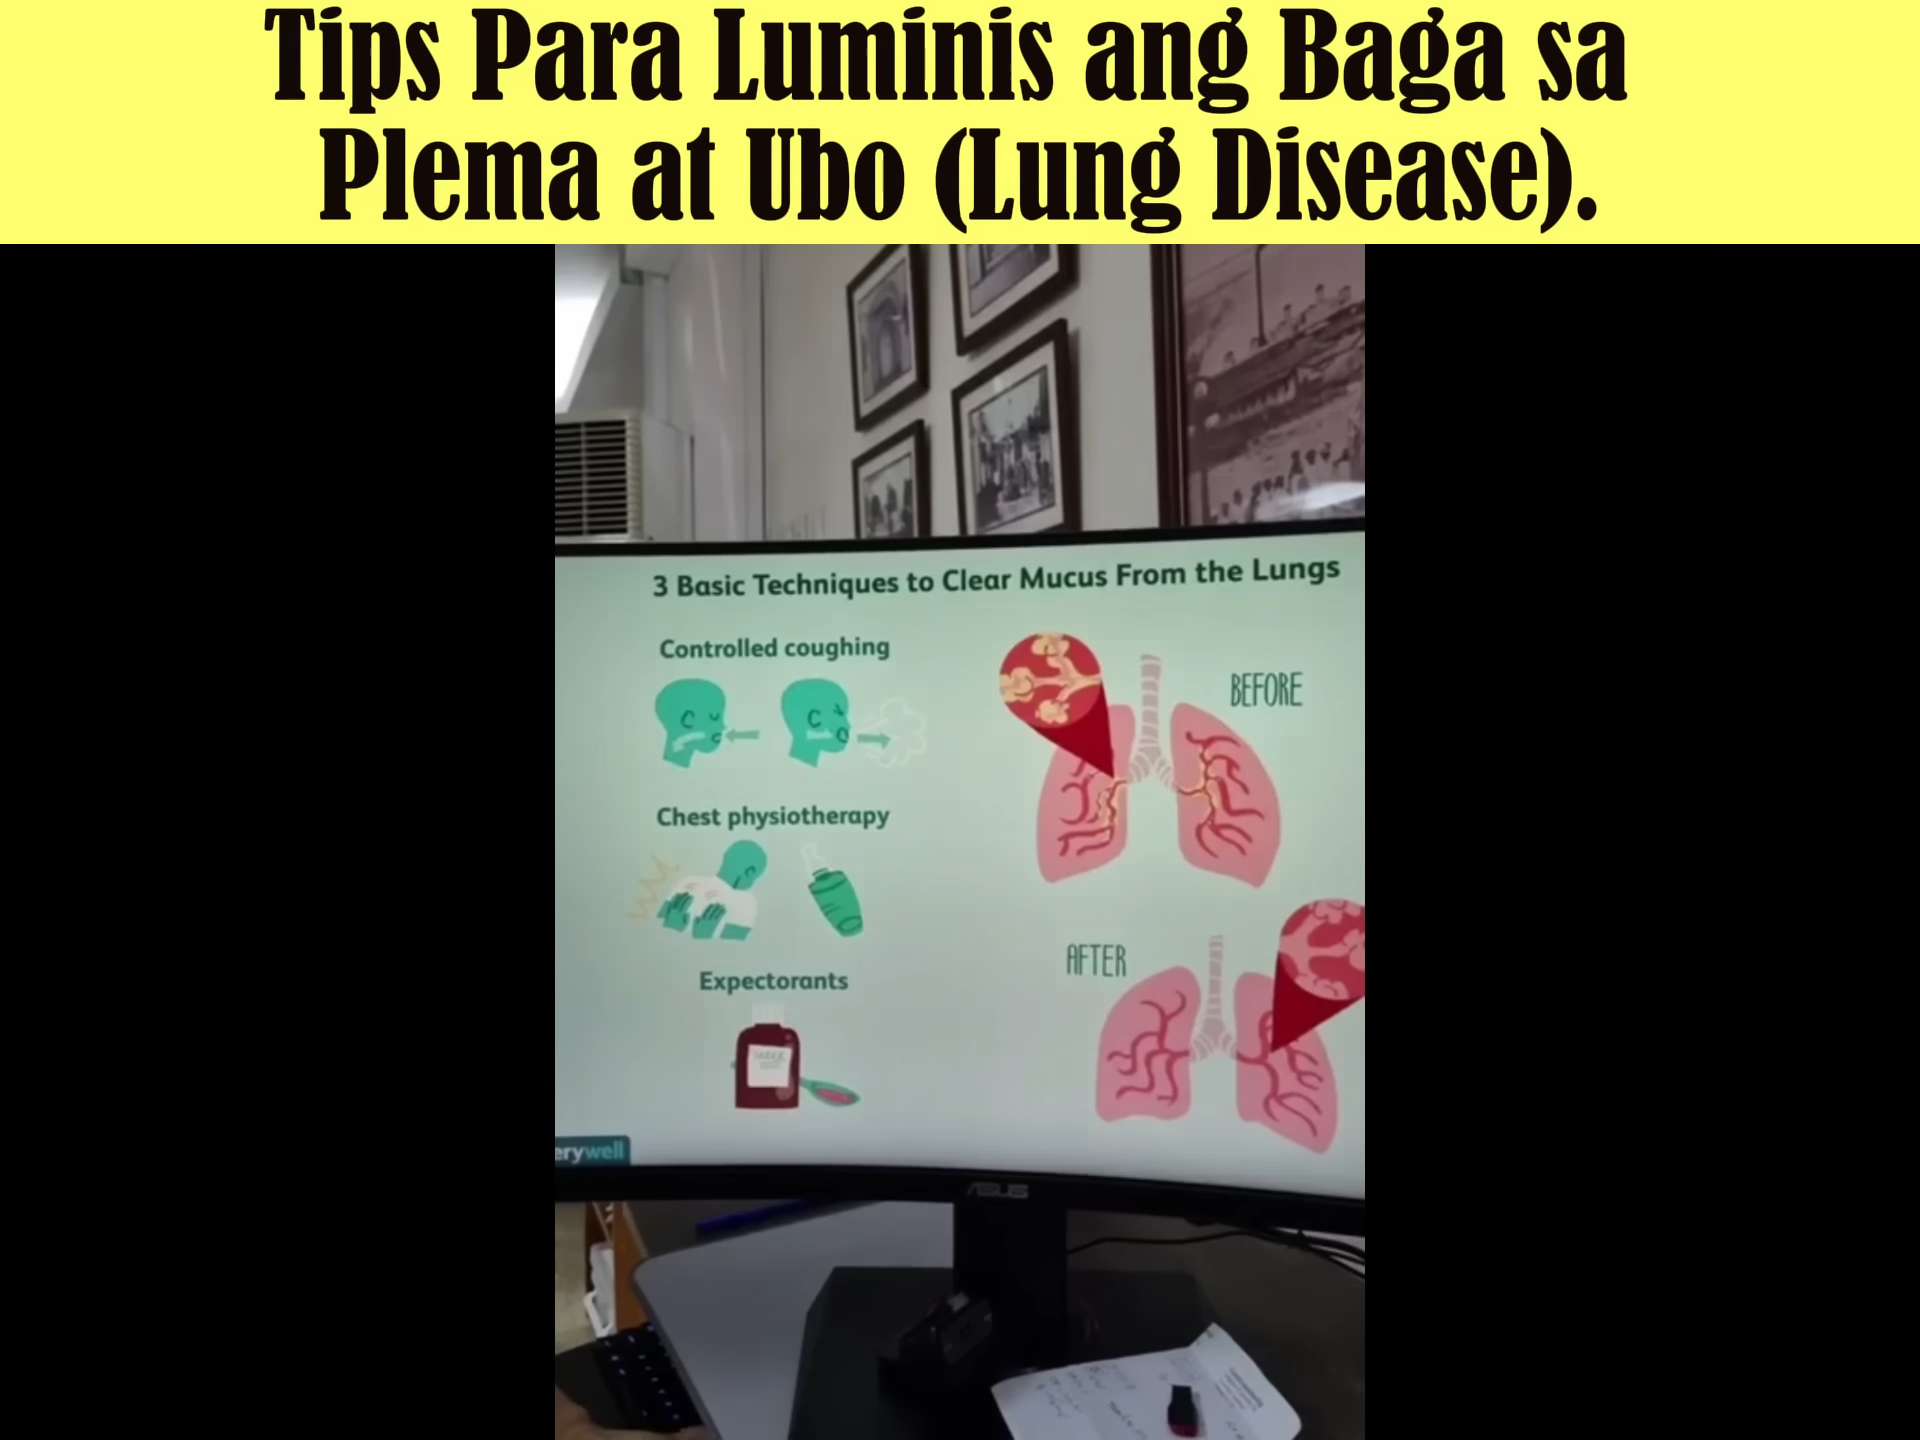 Tips Para Luminis ang Baga sa
Plema at Ubo (Lung Disease).
3 Basic Techniques to Clear Mucus From the Lungs
Controlled coughing
BEFORE
Chest physiotherapy
AFTER
Expectorants
erywell
ASUS